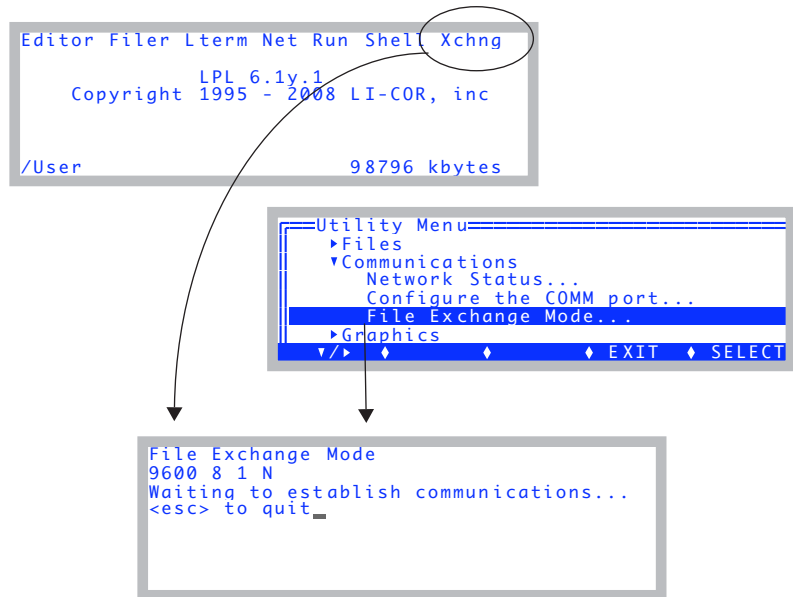 Editor Filer Lterm Net Run Shell Xchng
LPL 6.1y.1
Copyright 1995 - 2008 LI-COR, inc
/User 98796 kbytes
Utility Menu
Files
Communications
Network Status...
Configure the COMM port...
File Exchange Mode...
Graphics
▼/▶ ♦ ♦ ♦ EXIT ♦ SELECT
File Exchange Mode
9600 8 1 N
Waiting to establish communications...
<esc> to quit_